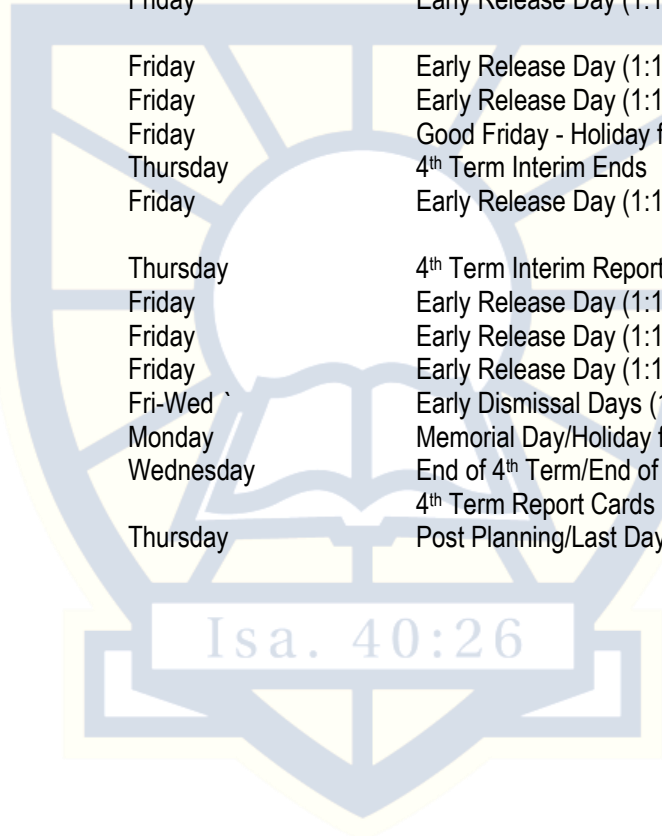 Friday Early Release Day (1:1
Friday Early Release Day (1:1
Friday Early Release Day (1:1
Friday Good Friday - Holiday f
Thursday 4th Term Interim Ends
Friday Early Release Day (1:1
Thursday 4th Term Interim Report
Friday Early Release Day (1:1
Friday Early Release Day (1:1
Friday Early Release Day (1:1
Fri-Wed ` Early Dismissal Days (1
Monday Memorial Day/Holiday f
Wednesday End of 4th Term/End of
4th Term Report Cards
Thursday Post Planning/Last Day
Isa. 40:26